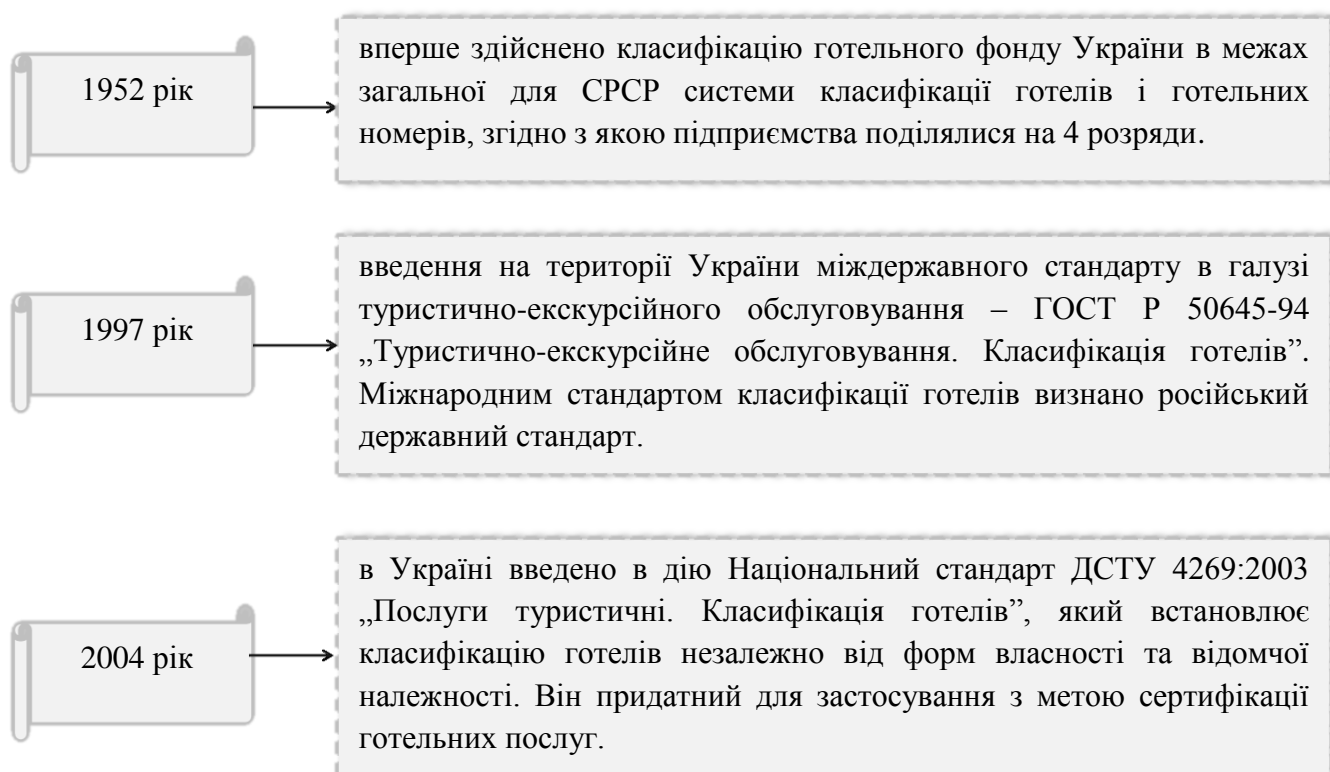 1952 рік
вперше здійснено класифікацію готельного фонду України в межах
загальної для СРСР системи класифікації готелів і готельних
номерів, згідно з якою підприємства поділялися на 4 розряди.
1997 рік
введення на території України міждержавного стандарту в галузі
туристично-екскурсійного обслуговування – ГОСТ Р 50645-94
„Туристично-екскурсійне обслуговування. Класифікація готелів”.
Міжнародним стандартом класифікації готелів визнано російський
державний стандарт.
2004 рік
в Україні введено в дію Національний стандарт ДСТУ 4269:2003
„Послуги туристичні. Класифікація готелів”, який встановлює
класифікацію готелів незалежно від форм власності та відомчої
належності. Він придатний для застосування з метою сертифікації
готельних послуг.